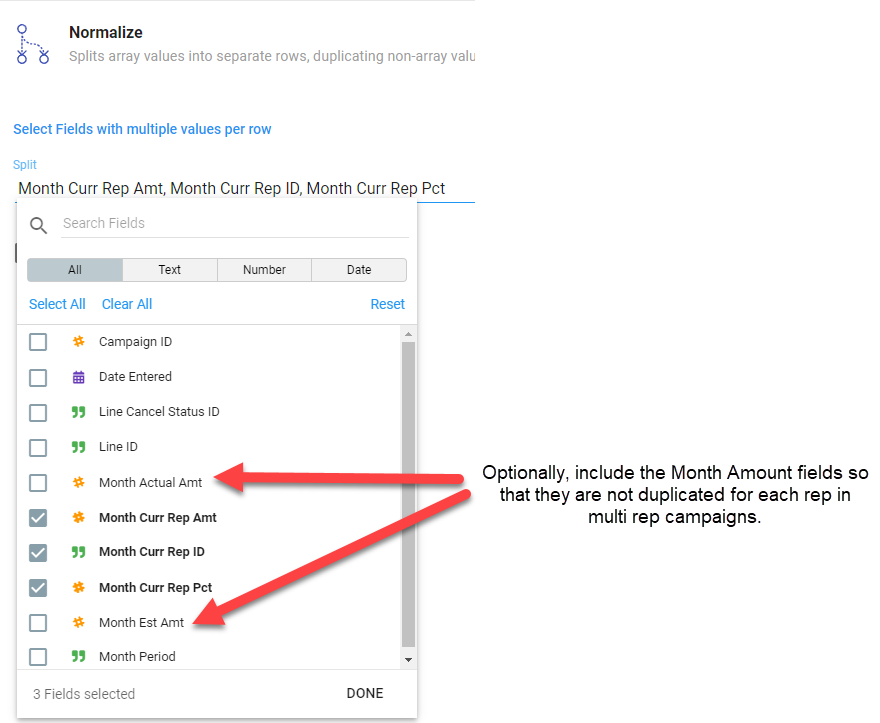 Normalize
Splits array values into separate rows, duplicating non-array valu
Select Fields with multiple values per row
Split
Month Curr Rep Amt, Month Curr Rep ID, Month Curr Rep Pct
Search Fields
All Text Number Date
Select All Clear All Reset
Campaign ID
Date Entered
Line Cancel Status ID
Line ID
Month Actual Amt
Month Curr Rep Amt
Month Curr Rep ID
Month Curr Rep Pct
Month Est Amt
Month Period
3 Fields selected DONE
Optionally, include the Month Amount fields so
that they are not duplicated for each rep in
multi rep campaigns.